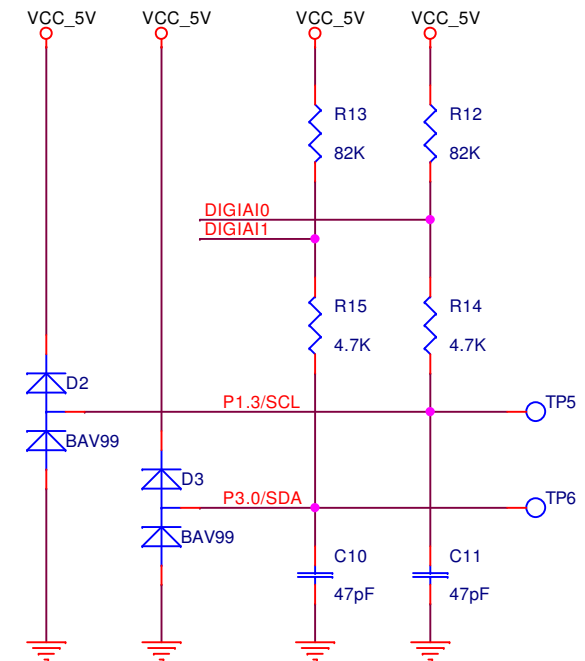 VCC_5V
VCC_5V
VCC_5V
VCC_5V
R13
R12
82K
82K
DIGIAI0
DIGIAI1
R15
R14
4.7K
4.7K
D2
P1.3/SCL
TP5
BAV99
D3
P3.0/SDA
TP6
BAV99
C10
C11
47pF
47pF